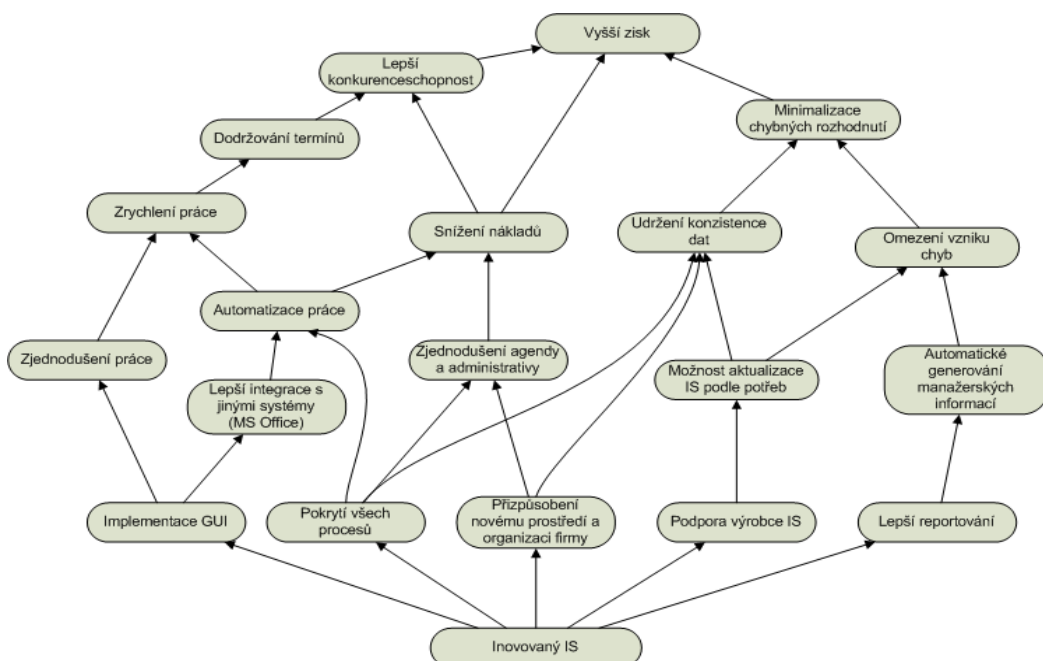 Vyšší zisk
Lepší
konkurenceschopnost
Minimalizace
chybných rozhodnutí
Dodržování termínů
Zrychlení práce
Snížení nákladů
Udržení konzistence
dat
Omezení vzniku
chyb
Automatizace práce
Zjednodušení práce
Zjednodušení agendy
a administrativy
Možnost aktualizace
IS podle potřeb
Automatické
generování
manažerských
informací
Lepší integrace s
jinými systémy
(MS Office)
Implementace GUI
Pokrytí všech
procesů
Přizpůsobení
novému prostředí a
organizaci firmy
Podpora výrobce IS
Lepší reportování
Inovovaný IS